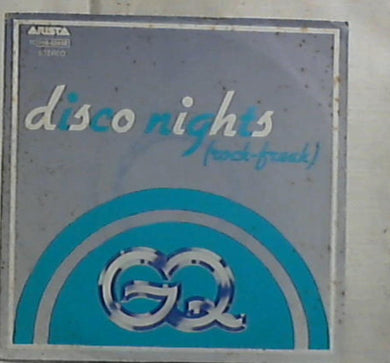 ARISTA
STEREO
disco nights
(rock-freak)
GQ